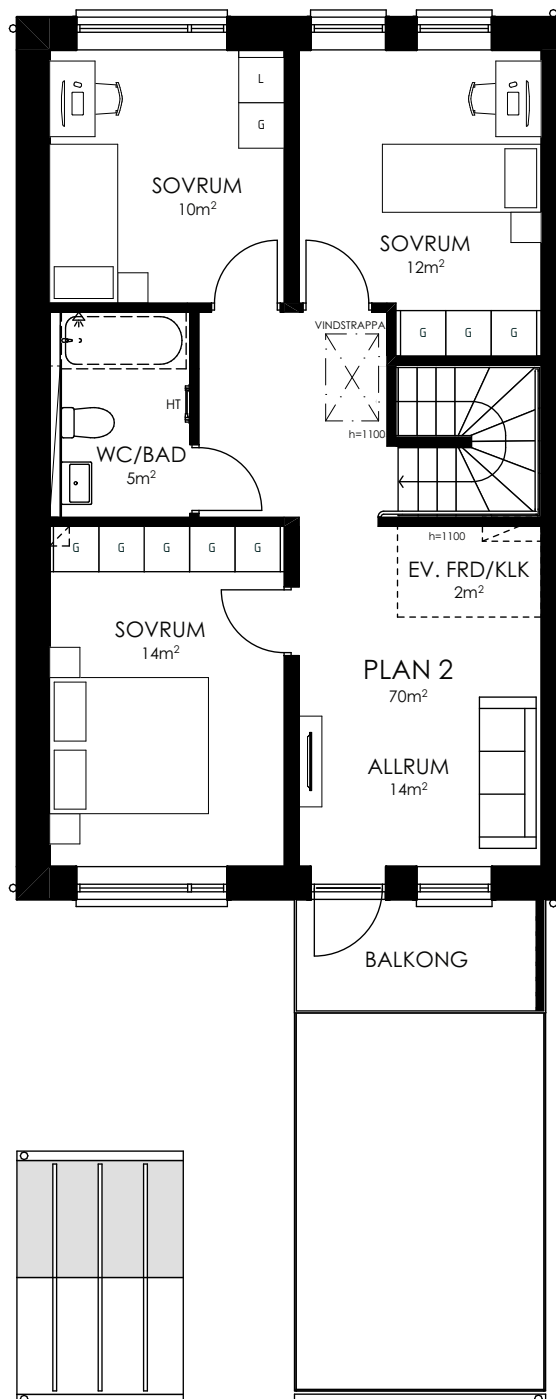 L
G
SOVRUM
10m²
SOVRUM
12m²
G G G
VINDSTRAPPA
h=1100
HT
WC/BAD
5m²
G G G G G
h=1100
EV. FRD/KLK
2m²
SOVRUM
14m²
PLAN 2
70m²
ALLRUM
14m²
BALKONG